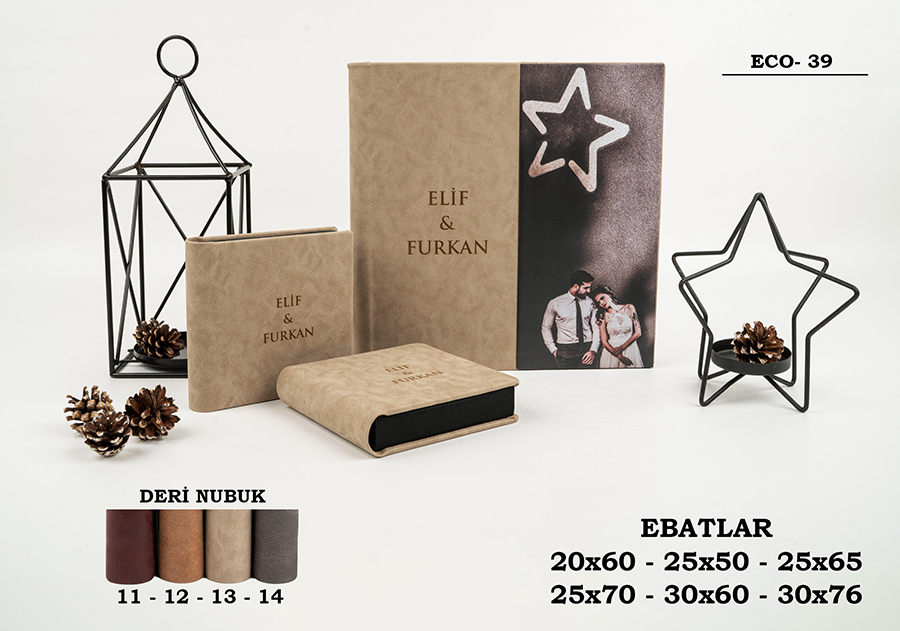 ECO- 39
ELİF
&
FURKAN
ELİF
&
FURKAN
ELİF
&
FURKAN
DERİ NUBUK
11 - 12 - 13 - 14
EBATLAR
20x60 - 25x50 - 25x65
25x70 - 30x60 - 30x76